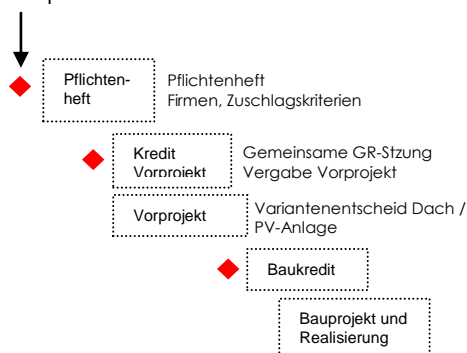 Pflichten-
heft
Pflichtenheft
Firmen, Zuschlagskriterien
Kredit
Vorprojekt
Gemeinsame GR-Stzung
Vergabe Vorprojekt
Vorprojekt
Variantenentscheid Dach /
PV-Anlage
Baukredit
Bauprojekt und
Realisierung